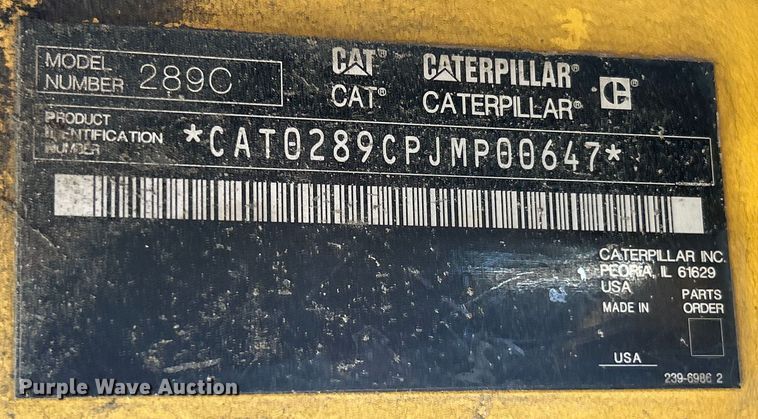 MODEL NUMBER 289C
CAT® CATERPILLAR®
CAT® CATERPILLAR®
PRODUCT IDENTIFICATION NUMBER *CAT0289CPJMP00647*
CATERPILLAR INC.
PEORIA, IL 61629
USA
MADE IN
PARTS ORDER
USA
239-6986 2
Purple Wave Auction